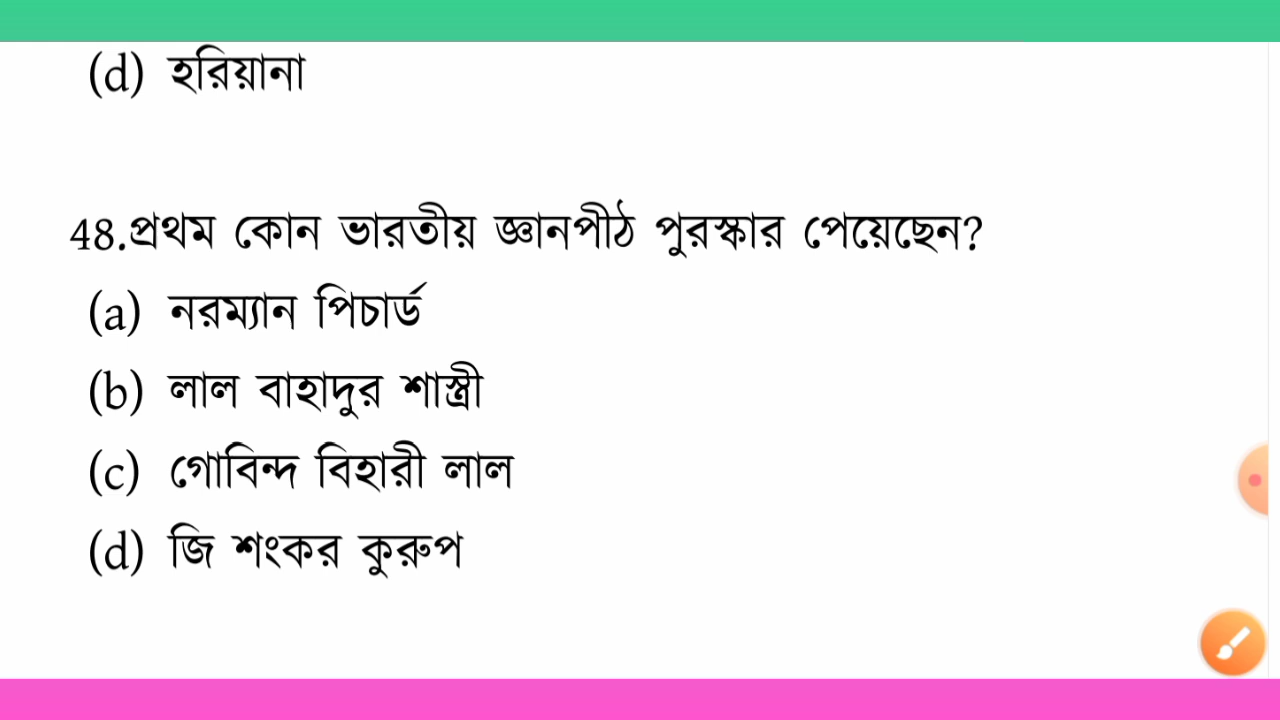 (d) হরিয়ানা
48.প্রথম কোন ভারতীয় জ্ঞানপীঠ পুরস্কার পেয়েছেন?
(a) নরম্যান পিচার্ড
(b) লাল বাহাদুর শাস্ত্রী
(c) গোবিন্দ বিহারী লাল
(d) জি শংকর কুরুপ